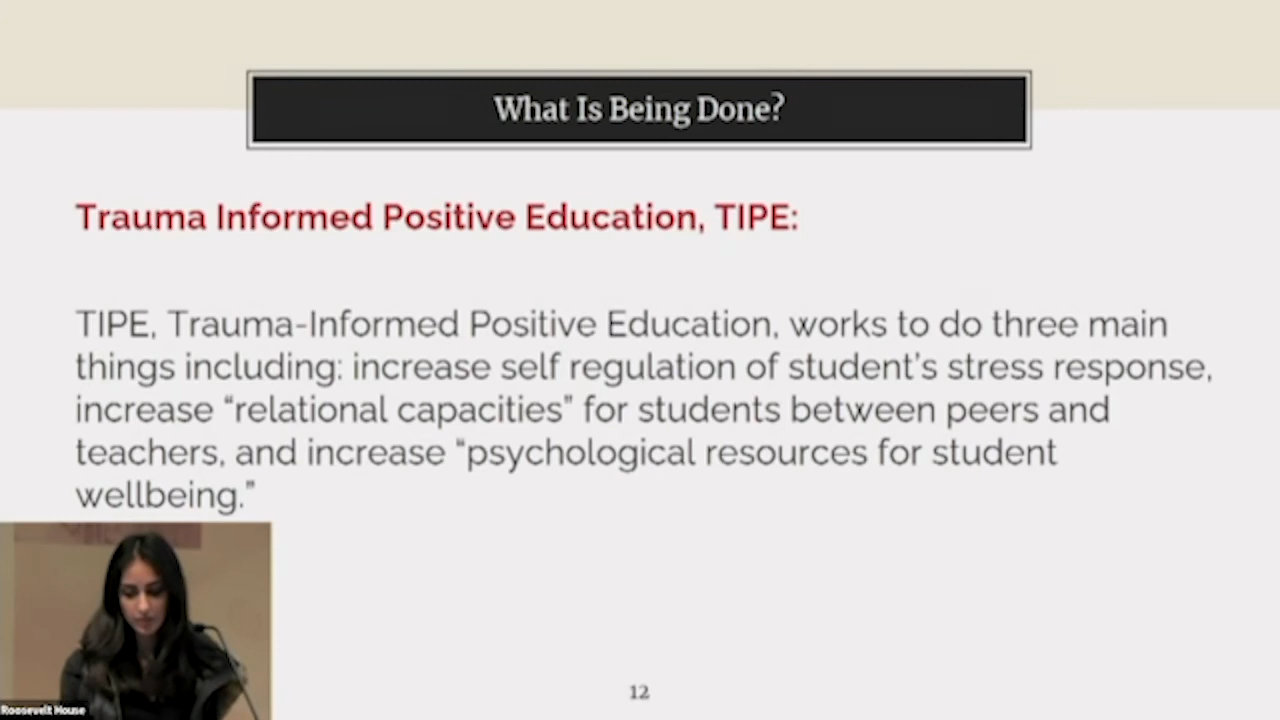 What Is Being Done?
Trauma Informed Positive Education, TIPE:
TIPE, Trauma-Informed Positive Education, works to do three main
things including: increase self regulation of student's stress response,
increase “relational capacities” for students between peers and
teachers, and increase “psychological resources for student
wellbeing.”
Roosevelt House
12